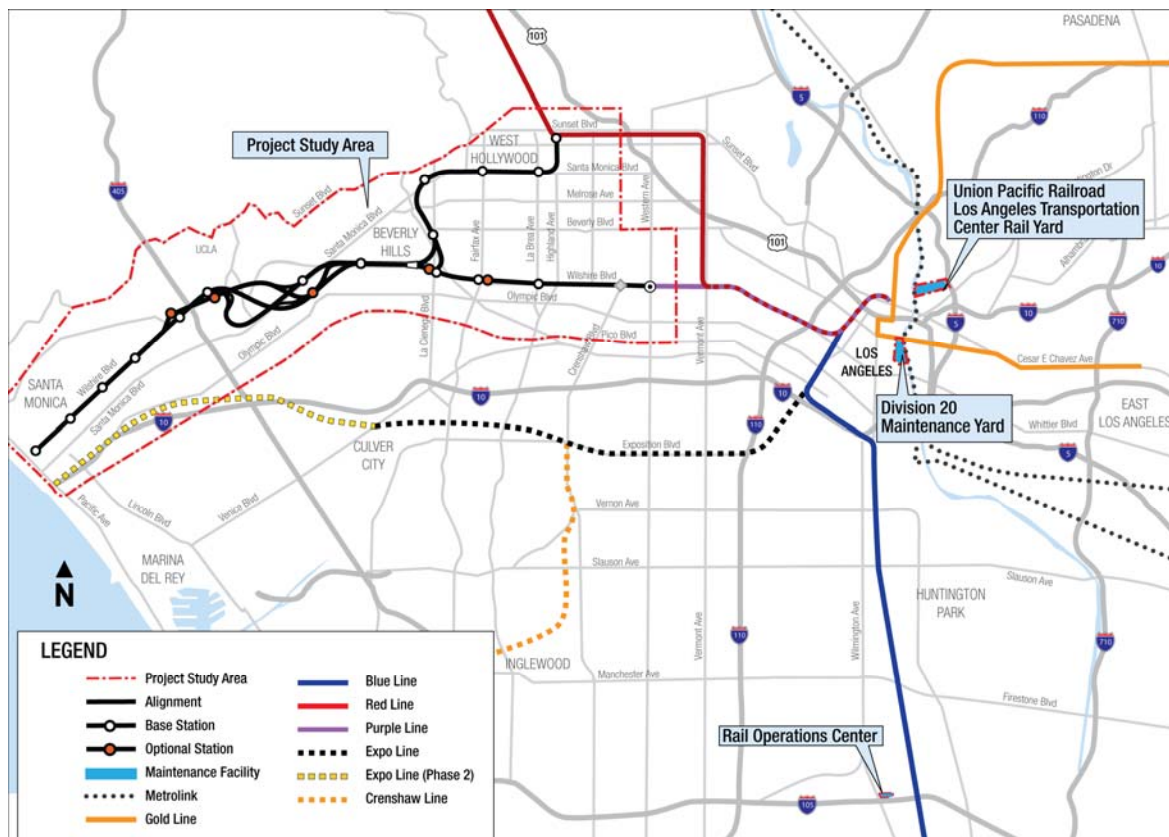 PASADENA
101
5
110
Project Study Area
Sunset Blvd
WEST
HOLLYWOOD
Sunset Blvd
Santa Monica Blvd
Western Ave
Melrose Ave
Union Pacific Railroad
Los Angeles Transportation
Center Rail Yard
405
Sunset Blvd
Santa Monica Blvd
UCLA
BEVERLY
HILLS
Fairfax Ave
La Brea Ave
Highland Ave
Beverly Blvd
101
10
Wilshire Blvd
Olympic Blvd
La Cienega Blvd
Crenshaw Blvd
Pico Blvd
Vermont Ave
10
5
710
Olympic Blvd
LOS
ANGELES
Cesar E Chavez Ave
SANTA
MONICA
Wilshire Blvd
Santa Monica Blvd
10
10
10
110
Division 20
Maintenance Yard
EAST
LOS ANGELES
Whittier Blvd
5
CULVER
CITY
Exposition Blvd
Pacific Ave
Lincoln Blvd
Venice Blvd
Vernon Ave
MARINA
DEL REY
Slauson Ave
Slauson Ave
N
HUNTINGTON
PARK
Vermont Ave
110
Wilmington Ave
710
INGLEWOOD
Manchester Ave
Firestone Blvd
Rail Operations Center
105
LEGEND
Project Study Area
Alignment
Base Station
Optional Station
Maintenance Facility
Metrolink
Gold Line
Blue Line
Red Line
Purple Line
Expo Line
Expo Line (Phase 2)
Crenshaw Line